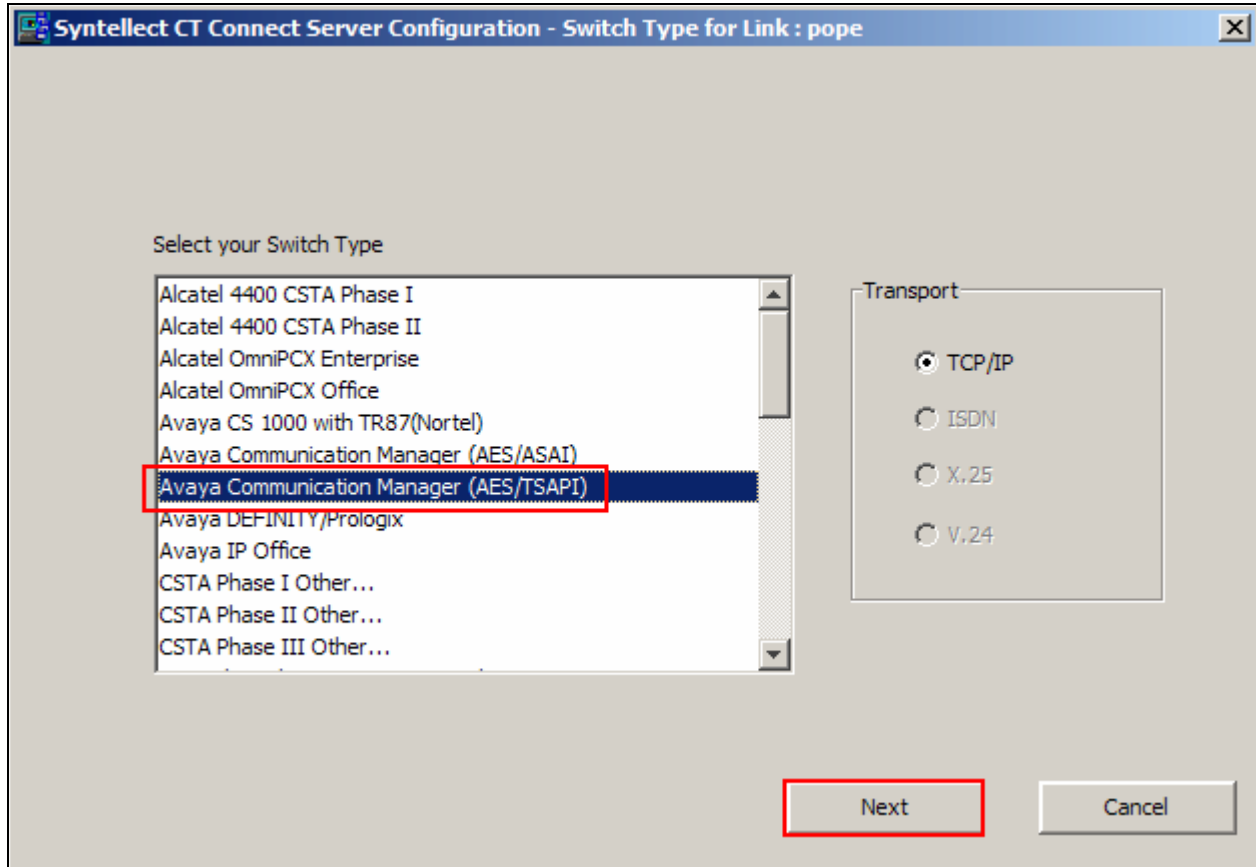 Syntellect CT Connect Server Configuration - Switch Type for Link : pope
Select your Switch Type
Alcatel 4400 CSTA Phase I
Alcatel 4400 CSTA Phase II
Alcatel OmniPCX Enterprise
Alcatel OmniPCX Office
Avaya CS 1000 with TR87(Nortel)
Avaya Communication Manager (AES/ASAI)
Avaya Communication Manager (AES/TSAPI)
Avaya DEFINITY/Prologix
Avaya IP Office
CSTA Phase I Other...
CSTA Phase II Other...
CSTA Phase III Other...
Transport
TCP/IP
ISDN
X.25
V.24
Next
Cancel